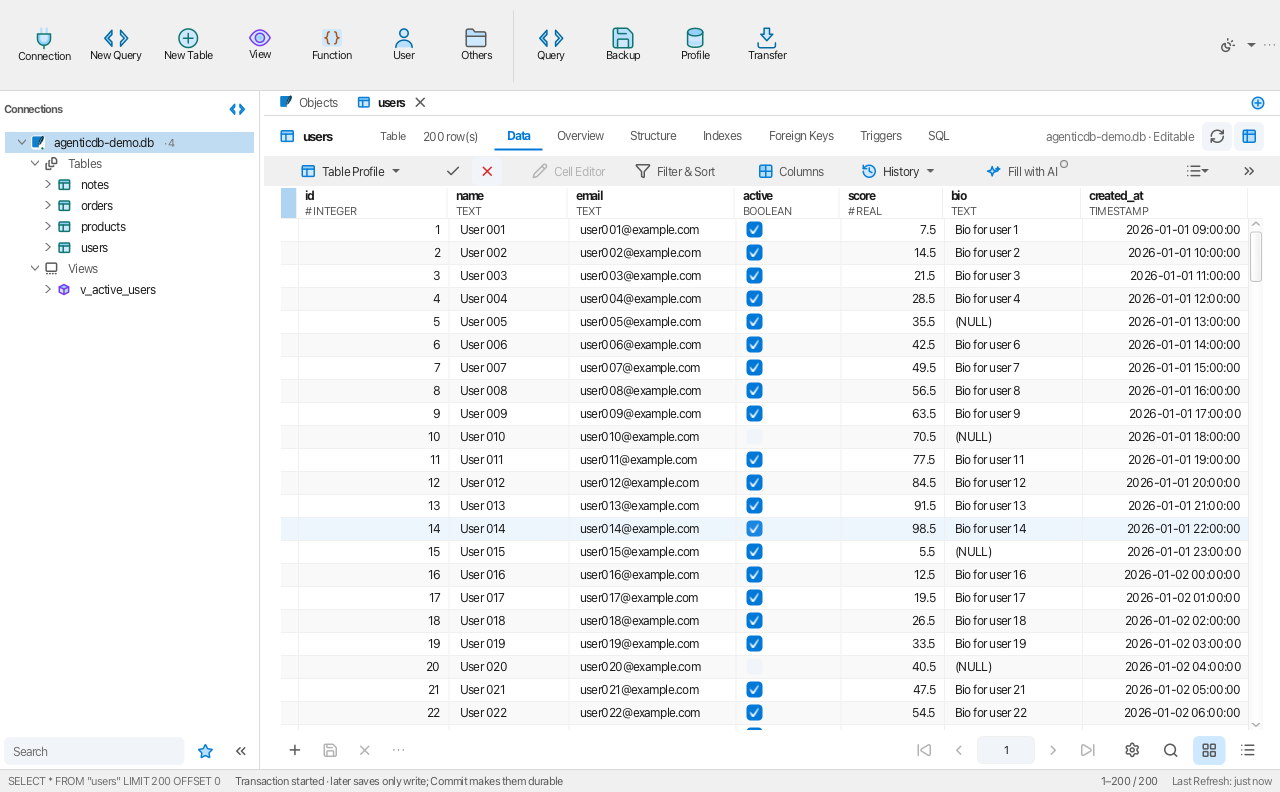 Connection
New Query
New Table
View
Function
User
Others
Query
Backup
Profile
Transfer
Connections
Objects
users
agenticdb-demo.db · 4
Tables
notes
orders
products
users
Views
v_active_users
users Table 200 row(s) Data Overview Structure Indexes Foreign Keys Triggers SQL agenticdb-demo.db · Editable
Table Profile Cell Editor Filter & Sort Columns History Fill with AI
id name email active score bio created_at
# INTEGER TEXT TEXT BOOLEAN # REAL TEXT TIMESTAMP
1 User 001 user001@example.com 7.5 Bio for user 1 2026-01-01 09:00:00
2 User 002 user002@example.com 14.5 Bio for user 2 2026-01-01 10:00:00
3 User 003 user003@example.com 21.5 Bio for user 3 2026-01-01 11:00:00
4 User 004 user004@example.com 28.5 Bio for user 4 2026-01-01 12:00:00
5 User 005 user005@example.com 35.5 (NULL) 2026-01-01 13:00:00
6 User 006 user006@example.com 42.5 Bio for user 6 2026-01-01 14:00:00
7 User 007 user007@example.com 49.5 Bio for user 7 2026-01-01 15:00:00
8 User 008 user008@example.com 56.5 Bio for user 8 2026-01-01 16:00:00
9 User 009 user009@example.com 63.5 Bio for user 9 2026-01-01 17:00:00
10 User 010 user010@example.com 70.5 (NULL) 2026-01-01 18:00:00
11 User 011 user011@example.com 77.5 Bio for user 11 2026-01-01 19:00:00
12 User 012 user012@example.com 84.5 Bio for user 12 2026-01-01 20:00:00
13 User 013 user013@example.com 91.5 Bio for user 13 2026-01-01 21:00:00
14 User 014 user014@example.com 98.5 Bio for user 14 2026-01-01 22:00:00
15 User 015 user015@example.com 5.5 (NULL) 2026-01-01 23:00:00
16 User 016 user016@example.com 12.5 Bio for user 16 2026-01-02 00:00:00
17 User 017 user017@example.com 19.5 Bio for user 17 2026-01-02 01:00:00
18 User 018 user018@example.com 26.5 Bio for user 18 2026-01-02 02:00:00
19 User 019 user019@example.com 33.5 Bio for user 19 2026-01-02 03:00:00
20 User 020 user020@example.com 40.5 (NULL) 2026-01-02 04:00:00
21 User 021 user021@example.com 47.5 Bio for user 21 2026-01-02 05:00:00
22 User 022 user022@example.com 54.5 Bio for user 22 2026-01-02 06:00:00
Search
1
SELECT * FROM "users" LIMIT 200 OFFSET 0 Transaction started · later saves only write; Commit makes them durable 1–200 / 200 Last Refresh: just now